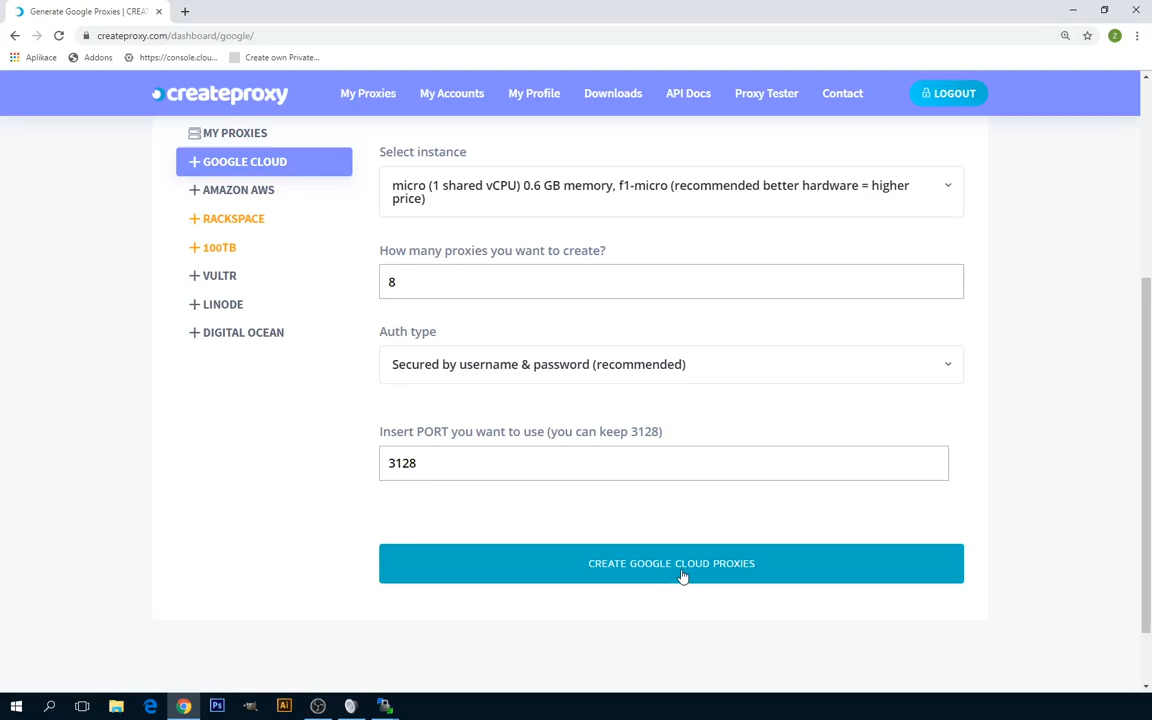 Generate Google Proxies | CREA
createproxy.com/dashboard/google/
Z
Aplikace
Addons
https://console.clou...
Create own Private...
createproxy
My Proxies
My Accounts
My Profile
Downloads
API Docs
Proxy Tester
Contact
LOGOUT
MY PROXIES
GOOGLE CLOUD
AMAZON AWS
RACKSPACE
100TB
VULTR
LINODE
DIGITAL OCEAN
Select instance
micro (1 shared vCPU) 0.6 GB memory, f1-micro (recommended better hardware = higher
price)
How many proxies you want to create?
8
Auth type
Secured by username & password (recommended)
Insert PORT you want to use (you can keep 3128)
3128
CREATE GOOGLE CLOUD PROXIES
Ps
Ai